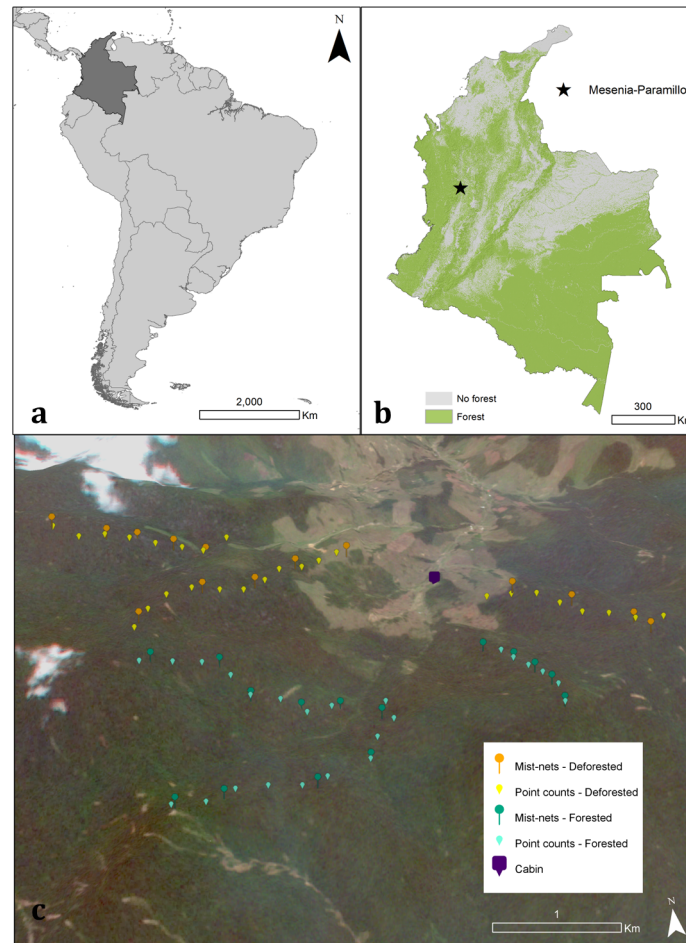 N
2,000
Km
a
Mesenia-Paramillo
No forest
Forest
300
Km
b
Mist-nets - Deforested
Point counts - Deforested
Mist-nets - Forested
Point counts - Forested
Cabin
N
1
Km
c